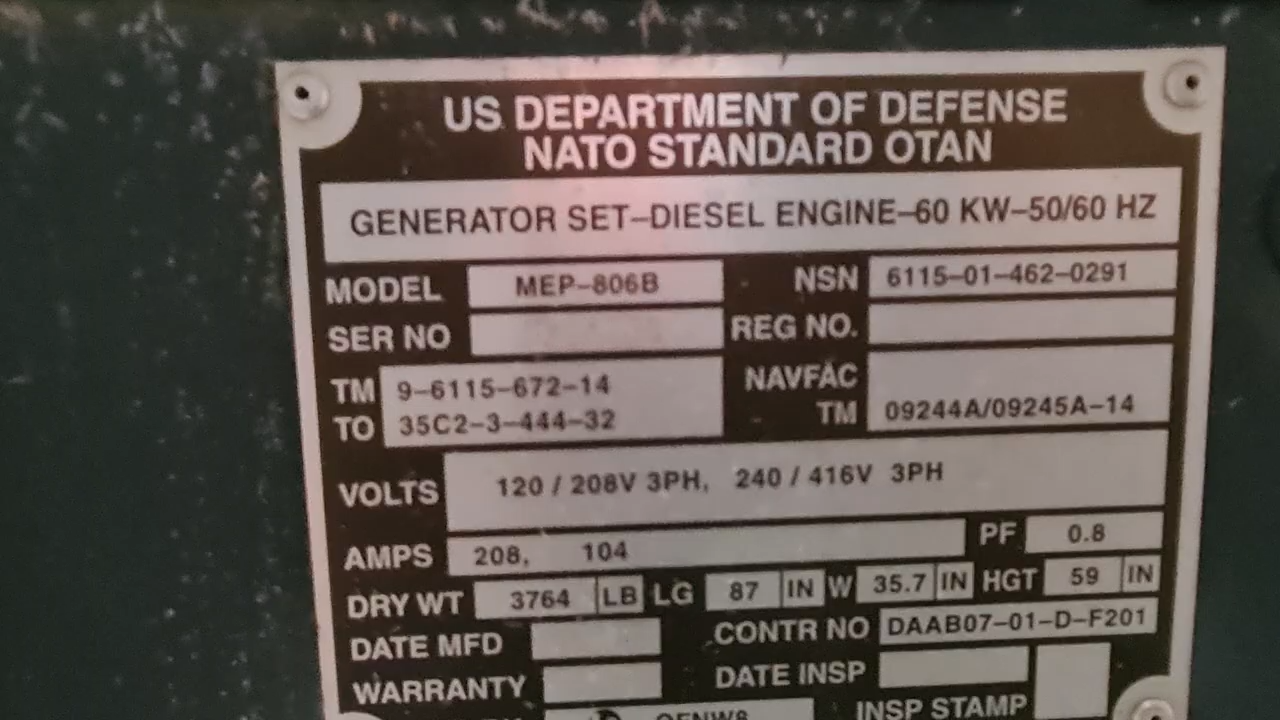 US DEPARTMENT OF DEFENSE
NATO STANDARD OTAN
GENERATOR SET-DIESEL ENGINE-60 KW-50/60 HZ
MODEL MEP-806B NSN 6115-01-462-0291
SER NO REG NO.
TM 9-6115-672-14 NAVFAC
TO 35C2-3-444-32 TM 09244A/09245A-14
VOLTS 120 / 208V 3PH, 240 / 416V 3PH
AMPS 208, 104 PF 0.8
DRY WT 3764 LB LG 87 IN W 35.7 IN HGT 59 IN
DATE MFD CONTR NO DAAB07-01-D-F201
WARRANTY DATE INSP
INSP STAMP